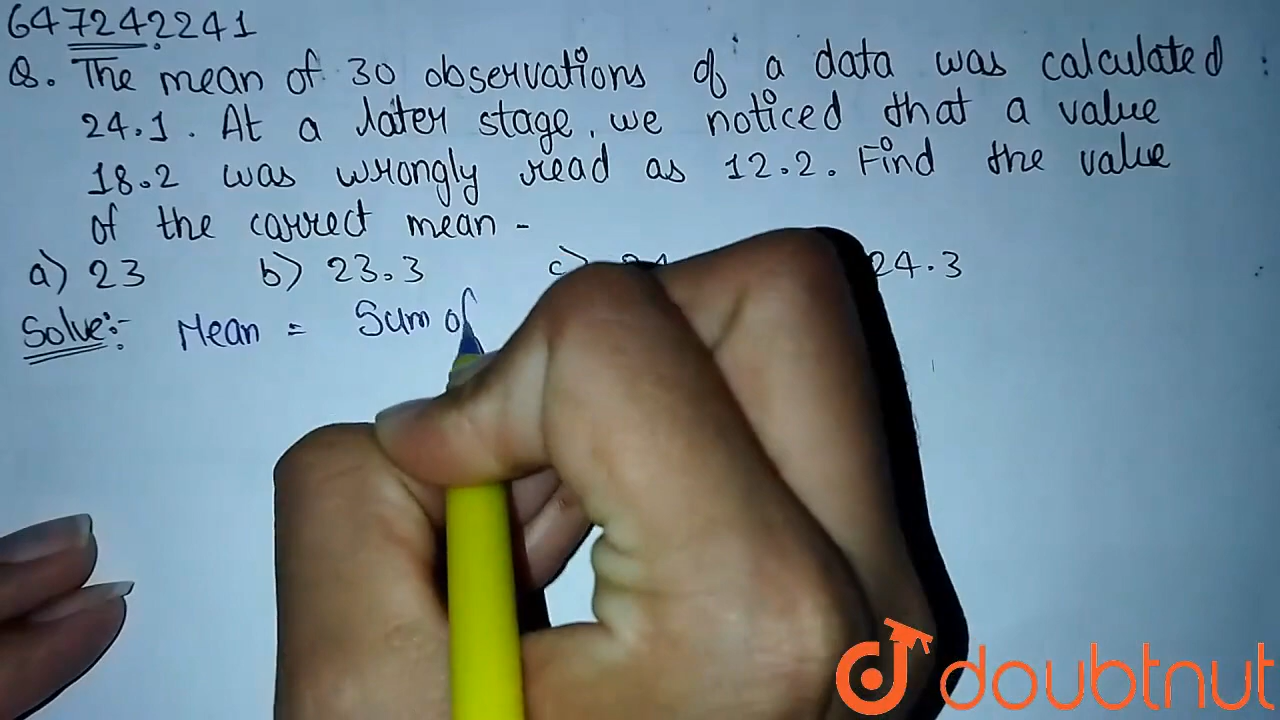 647242241
Q. The mean of 30 observations of a data was calculated
24.1. At a later stage, we noticed that a value
18.2 was wrongly read as 12.2. Find the value
of the correct mean -
a) 23 b) 23.3 c) 24.3
Solve:- Mean = Sum of
doubtnut